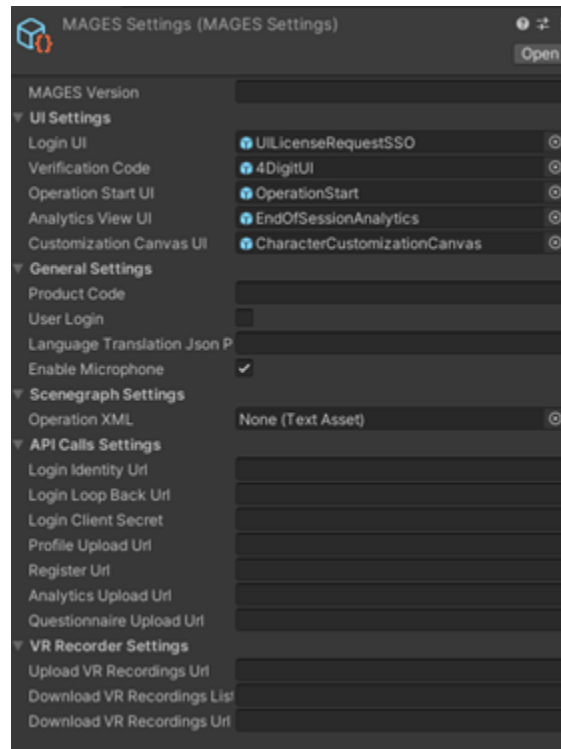 MAGES Settings (MAGES Settings)
Open
MAGES Version
UI Settings
Login UI UILicenseRequestSSO
Verification Code 4DigitUI
Operation Start UI OperationStart
Analytics View UI EndOfSessionAnalytics
Customization Canvas UI CharacterCustomizationCanvas
General Settings
Product Code
User Login
Language Translation Json P
Enable Microphone
Scenegraph Settings
Operation XML None (Text Asset)
API Calls Settings
Login Identity Url
Login Loop Back Url
Login Client Secret
Profile Upload Url
Register Url
Analytics Upload Url
Questionnaire Upload Url
VR Recorder Settings
Upload VR Recordings Url
Download VR Recordings List
Download VR Recordings Url